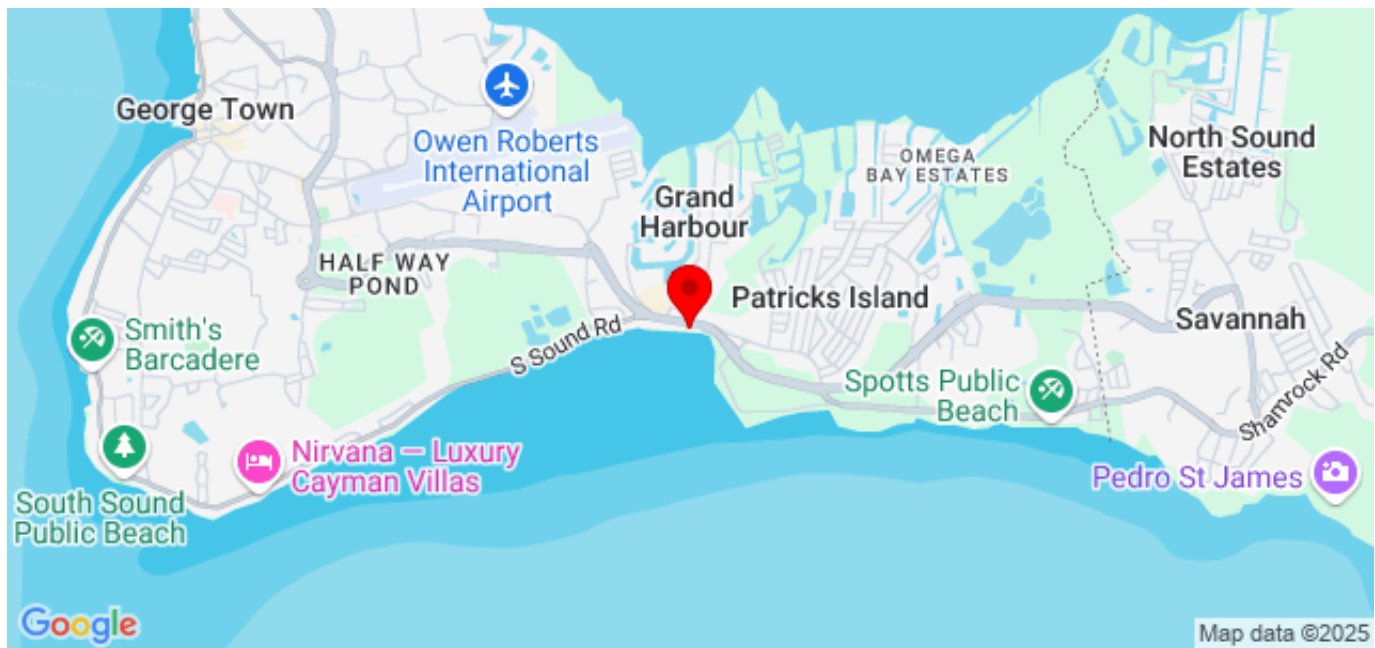 George Town
Owen Roberts
International
Airport
Grand
Harbour
OMEGA
BAY ESTATES
North Sound
Estates
HALF WAY
POND
Patricks Island
Savannah
Smith's
Barcadere
S Sound Rd
Spotts Public
Beach
Shamrock Rd
Nirvana — Luxury
Cayman Villas
Pedro St James
South Sound
Public Beach
Google
Map data ©2025